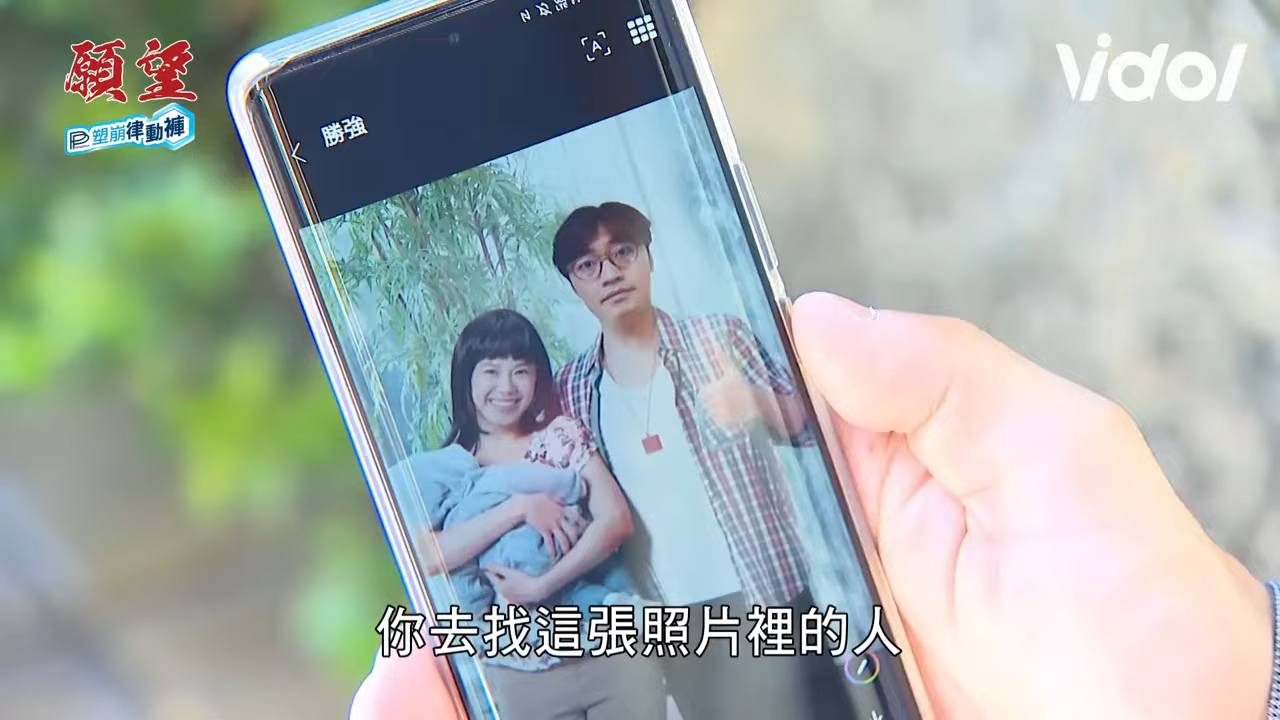 願望
塑崩律動褲
Vidol
A
勝強
你去找這張照片裡的人